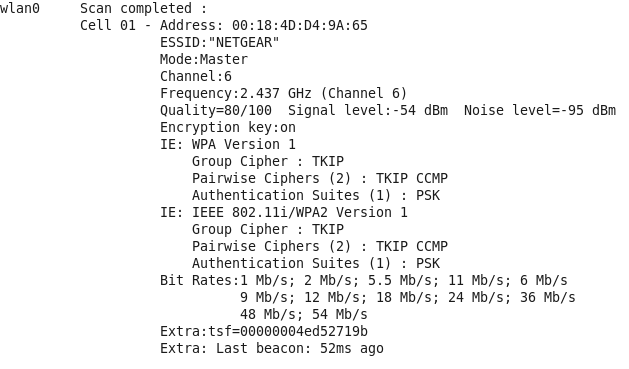 wlan0     Scan completed :
          Cell 01 - Address: 00:18:4D:D4:9A:65
                    ESSID:"NETGEAR"
                    Mode:Master
                    Channel:6
                    Frequency:2.437 GHz (Channel 6)
                    Quality=80/100  Signal level:-54 dBm  Noise level=-95 dBm
                    Encryption key:on
                    IE: WPA Version 1
                        Group Cipher : TKIP
                        Pairwise Ciphers (2) : TKIP CCMP
                        Authentication Suites (1) : PSK
                    IE: IEEE 802.11i/WPA2 Version 1
                        Group Cipher : TKIP
                        Pairwise Ciphers (2) : TKIP CCMP
                        Authentication Suites (1) : PSK
                    Bit Rates:1 Mb/s; 2 Mb/s; 5.5 Mb/s; 11 Mb/s; 6 Mb/s
                              9 Mb/s; 12 Mb/s; 18 Mb/s; 24 Mb/s; 36 Mb/s
                              48 Mb/s; 54 Mb/s
                    Extra:tsf=00000004ed52719b
                    Extra: Last beacon: 52ms ago